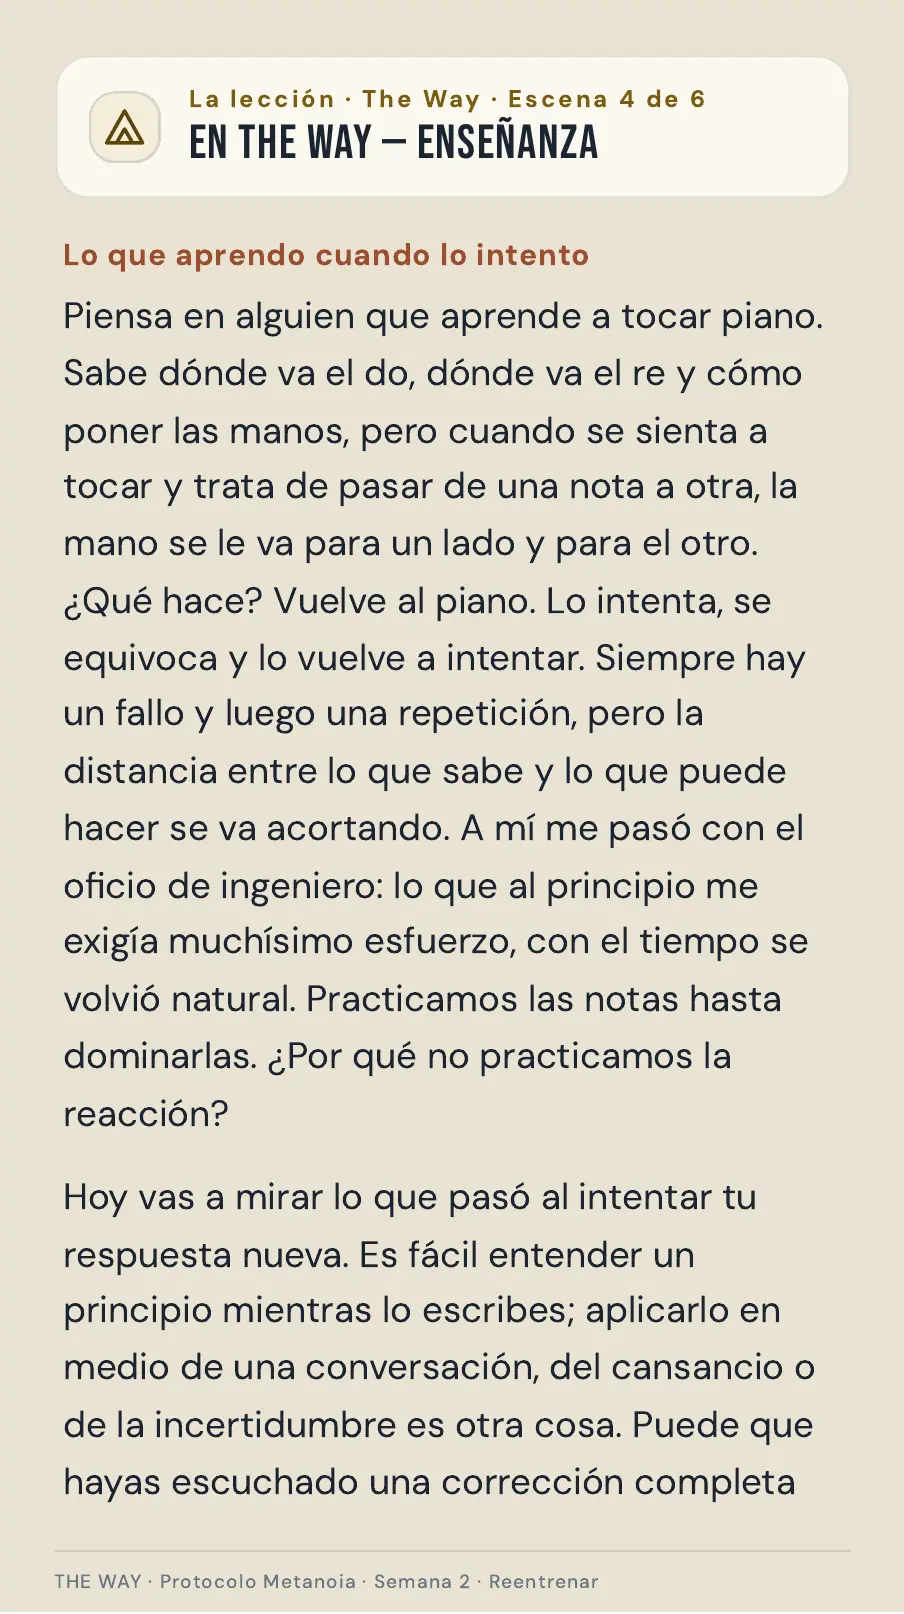 La lección · The Way · Escena 4 de 6
EN THE WAY — ENSEÑANZA
Lo que aprendo cuando lo intento
Piensa en alguien que aprende a tocar piano.
Sabe dónde va el do, dónde va el re y cómo
poner las manos, pero cuando se sienta a
tocar y trata de pasar de una nota a otra, la
mano se le va para un lado y para el otro.
¿Qué hace? Vuelve al piano. Lo intenta, se
equivoca y lo vuelve a intentar. Siempre hay
un fallo y luego una repetición, pero la
distancia entre lo que sabe y lo que puede
hacer se va acortando. A mí me pasó con el
oficio de ingeniero: lo que al principio me
exigía muchísimo esfuerzo, con el tiempo se
volvió natural. Practicamos las notas hasta
dominarlas. ¿Por qué no practicamos la
reacción?
Hoy vas a mirar lo que pasó al intentar tu
respuesta nueva. Es fácil entender un
principio mientras lo escribes; aplicarlo en
medio de una conversación, del cansancio o
de la incertidumbre es otra cosa. Puede que
hayas escuchado una corrección completa
THE WAY · Protocolo Metanoia · Semana 2 · Reentrenar